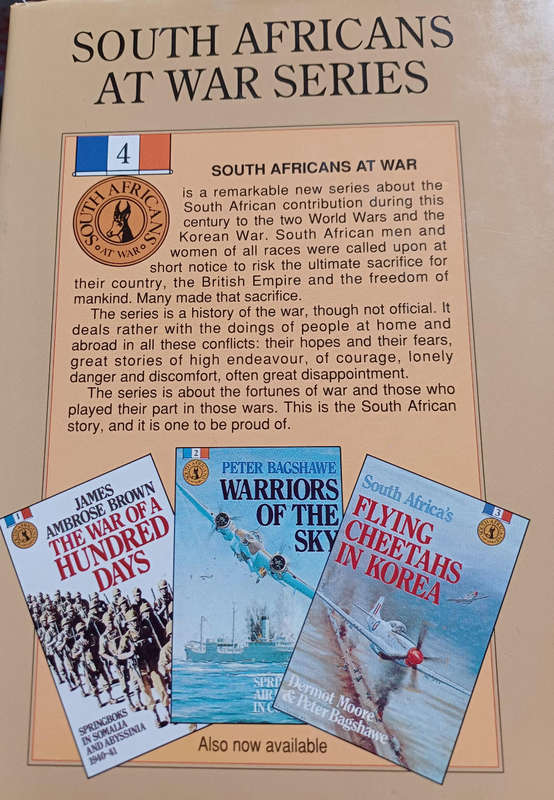 SOUTH AFRICANS
AT WAR SERIES
4
SOUTH AFRICANS
• AT WAR •
SOUTH AFRICANS AT WAR
is a remarkable new series about the
South African contribution during this
century to the two World Wars and the
Korean War. South African men and
women of all races were called upon at
short notice to risk the ultimate sacrifice for
their country, the British Empire and the freedom of
mankind. Many made that sacrifice.
The series is a history of the war, though not official. It
deals rather with the doings of people at home and
abroad in all these conflicts: their hopes and their fears,
great stories of high endeavour, of courage, lonely
danger and discomfort, often great disappointment.
The series is about the fortunes of war and those who
played their part in those wars. This is the South African
story, and it is one to be proud of.
1
JAMES
AMBROSE BROWN
THE WAR OF A
HUNDRED
DAYS
SPRINGBOKS
IN SOMALIA
AND ABYSSINIA
1940-41
2
PETER BAGSHAWE
WARRIORS
OF THE
SKY
IN
3
South Africa's
FLYING
CHEETAHS
IN KOREA
Dermot Moore
& Peter Bagshawe
Also now available